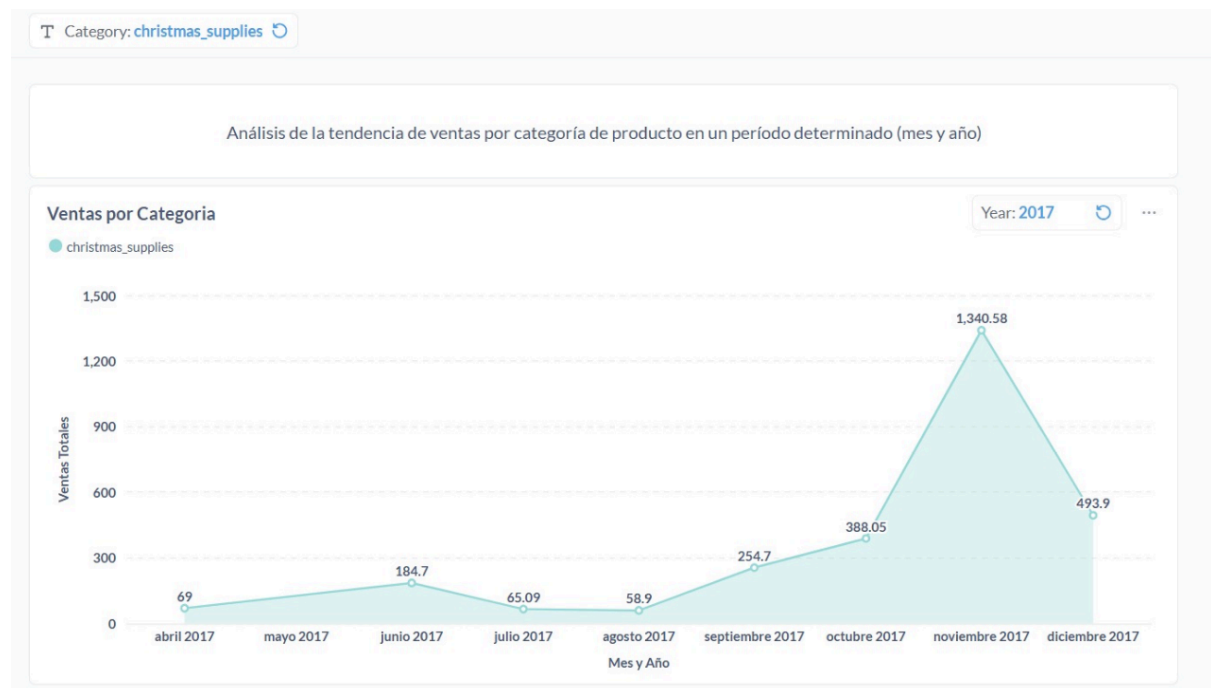 T Category: christmas_supplies
Análisis de la tendencia de ventas por categoría de producto en un período determinado (mes y año)
Ventas por Categoria
Year: 2017
christmas_supplies
1,500
1,200
900
600
300
0
Ventas Totales
69
184.7
65.09
58.9
254.7
388.05
1,340.58
493.9
abril 2017 mayo 2017 junio 2017 julio 2017 agosto 2017 septiembre 2017 octubre 2017 noviembre 2017 diciembre 2017
Mes y Año